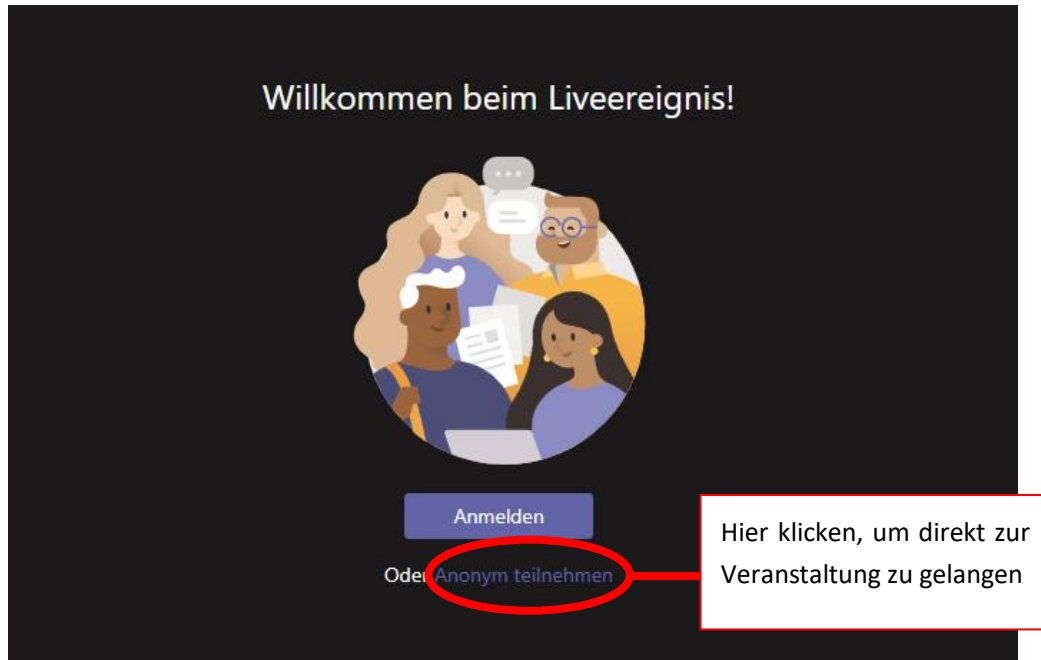 Willkommen beim Liveereignis!
Anmelden
Oder Anonym teilnehmen
Hier klicken, um direkt zur
Veranstaltung zu gelangen